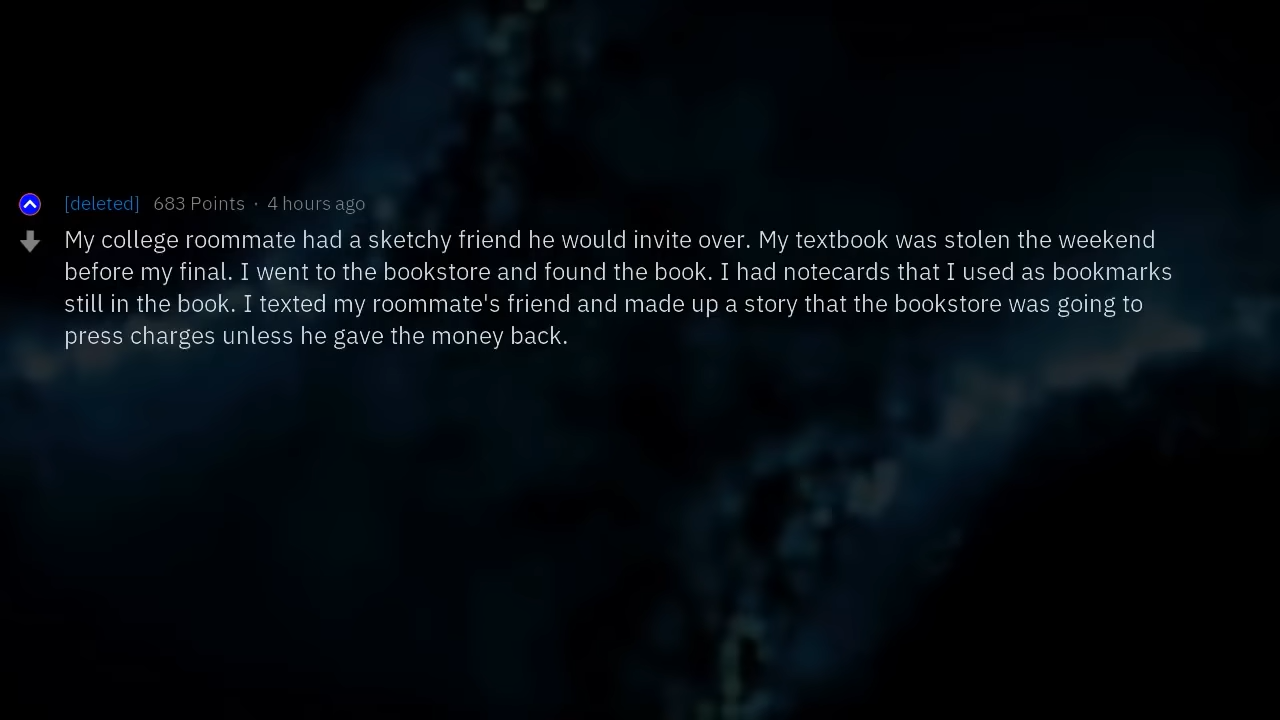 [deleted] 683 Points · 4 hours ago
My college roommate had a sketchy friend he would invite over. My textbook was stolen the weekend
before my final. I went to the bookstore and found the book. I had notecards that I used as bookmarks
still in the book. I texted my roommate's friend and made up a story that the bookstore was going to
press charges unless he gave the money back.